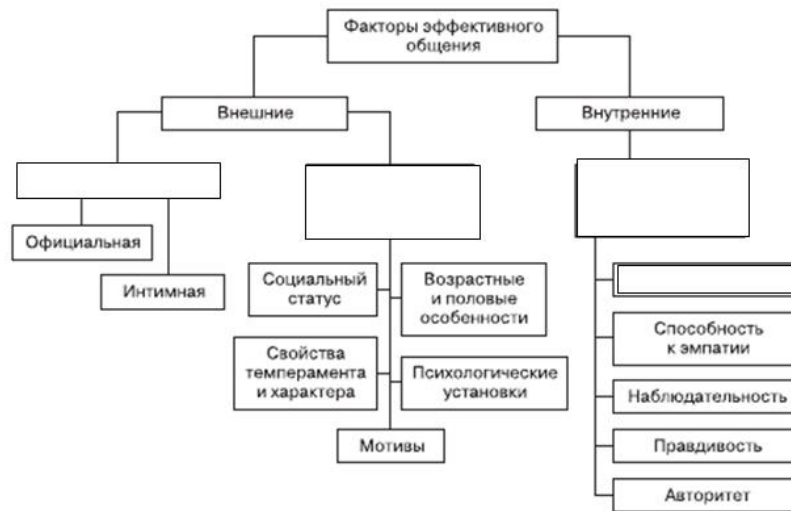 Факторы эффективного
общения
Внешние
Внутренние
Официальная
Интимная
Социальный
статус
Возрастные
и половые
особенности
Свойства
темперамента
и характера
Психологические
установки
Мотивы
Способность
к эмпатии
Наблюдательность
Правдивость
Авторитет